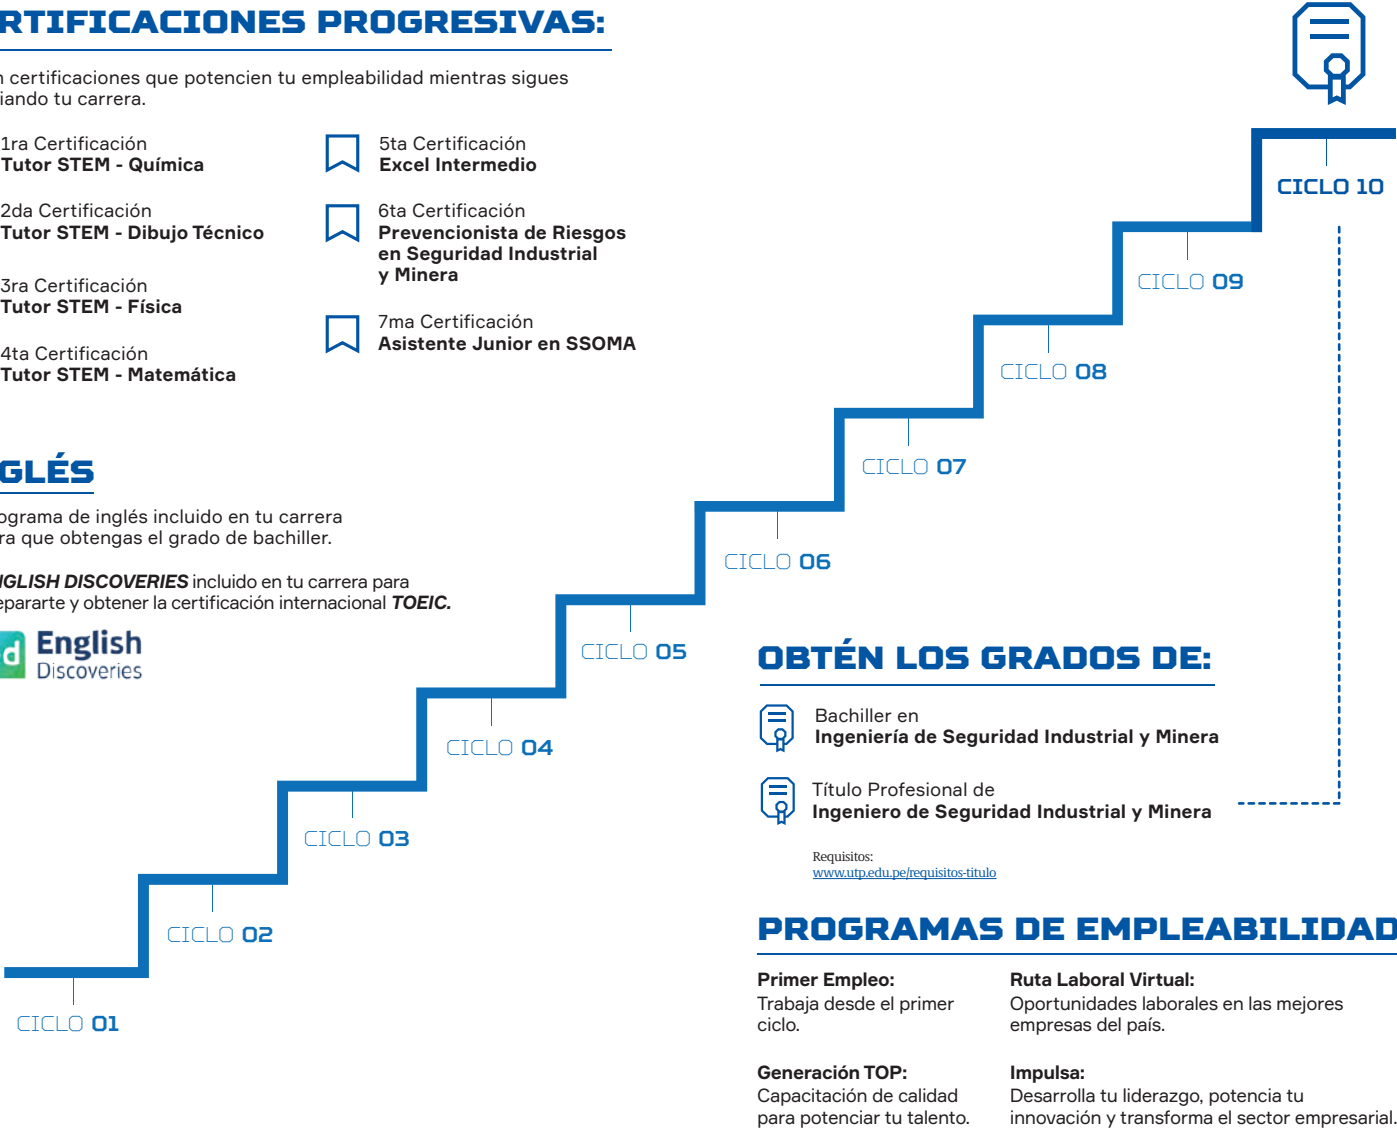 RTIFICACIONES PROGRESIVAS:
n certificaciones que potencien tu empleabilidad mientras sigues
iando tu carrera.
1ra Certificación
Tutor STEM - Química
2da Certificación
Tutor STEM - Dibujo Técnico
3ra Certificación
Tutor STEM - Física
4ta Certificación
Tutor STEM - Matemática
5ta Certificación
Excel Intermedio
6ta Certificación
Prevencionista de Riesgos
en Seguridad Industrial
y Minera
7ma Certificación
Asistente Junior en SSOMA
GLÉS
ograma de inglés incluido en tu carrera
ra que obtengas el grado de bachiller.
NGLISH DISCOVERIES incluido en tu carrera para
epararte y obtener la certificación internacional TOEIC.
ed English
Discoveries
CICLO 01
CICLO 02
CICLO 03
CICLO 04
CICLO 05
CICLO 06
CICLO 07
CICLO 08
CICLO 09
CICLO 10
OBTÉN LOS GRADOS DE:
Bachiller en
Ingeniería de Seguridad Industrial y Minera
Título Profesional de
Ingeniero de Seguridad Industrial y Minera
Requisitos:
www.utp.edu.pe/requisitos-titulo
PROGRAMAS DE EMPLEABILIDAD
Primer Empleo:
Trabaja desde el primer
ciclo.
Ruta Laboral Virtual:
Oportunidades laborales en las mejores
empresas del país.
Generación TOP:
Capacitación de calidad
para potenciar tu talento.
Impulsa:
Desarrolla tu liderazgo, potencia tu
innovación y transforma el sector empresarial.